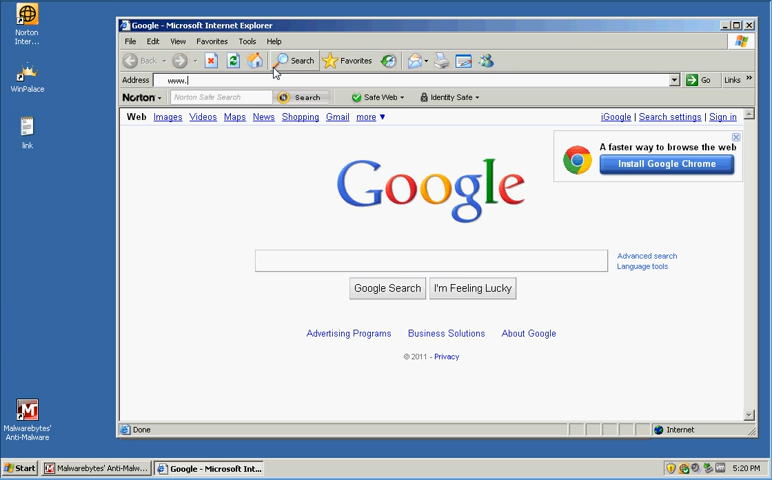 Norton
Inter...
WinPalace
link
Malwarebytes'
Anti-Malware
Google - Microsoft Internet Explorer
File Edit View Favorites Tools Help
Back Search Favorites
Address www. Go Links »
Norton Norton Safe Search Search Safe Web Identity Safe
Web Images Videos Maps News Shopping Gmail more ▼ iGoogle | Search settings | Sign in
A faster way to browse the web
Install Google Chrome
Google
Advanced search
Language tools
Google Search I'm Feeling Lucky
Advertising Programs Business Solutions About Google
© 2011 - Privacy
Done Internet
Start Malwarebytes' Anti-Malw... Google - Microsoft Int... 5:20 PM